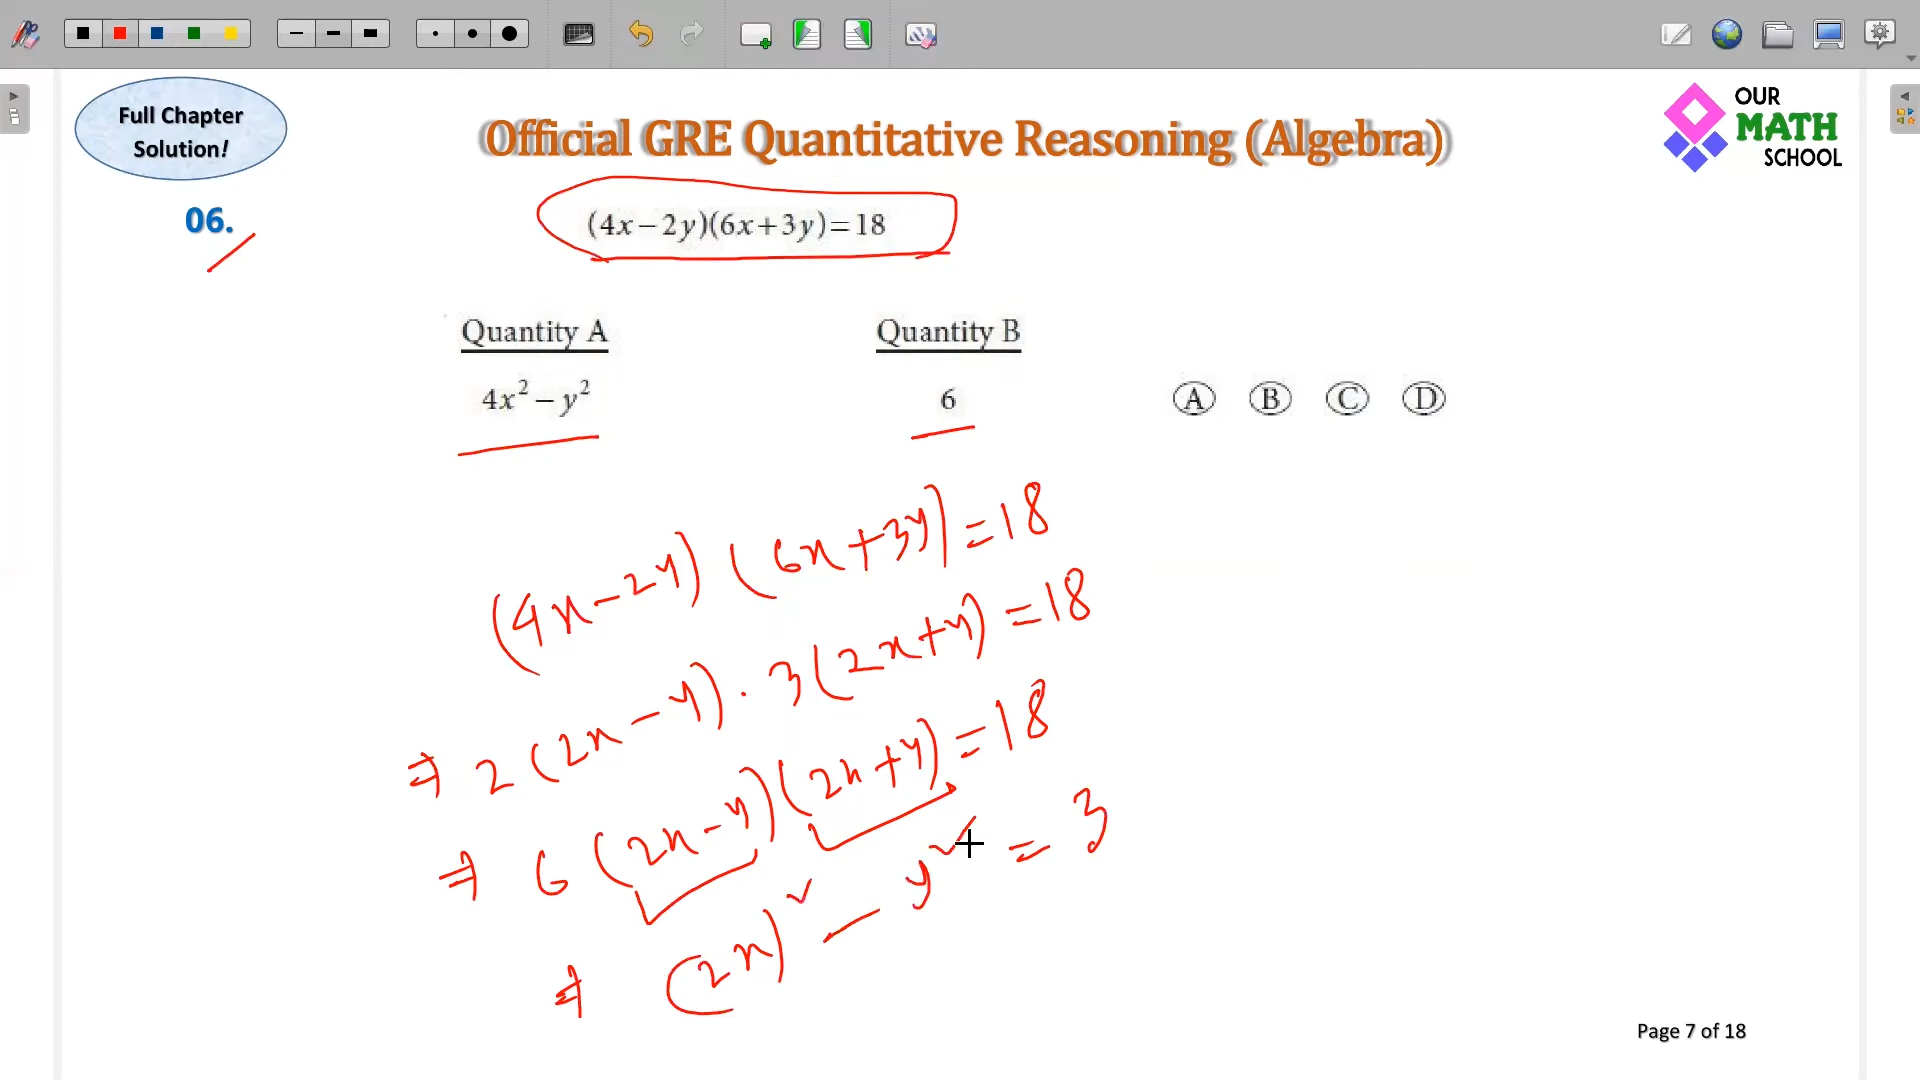 Full Chapter
Solution!
Official GRE Quantitative Reasoning (Algebra)
OUR
MATH
SCHOOL
06.
(4x−2y)(6x+3y)=18
Quantity A
Quantity B
4x² − y²
6
A B C D
(4x−2y) (6x+3y)=18
⇒ 2 (2x−y) · 3(2x+y)=18
⇒ 6 (2x−y)(2x+y)=18
⇒ (2x)² − y² = 3
Page 7 of 18